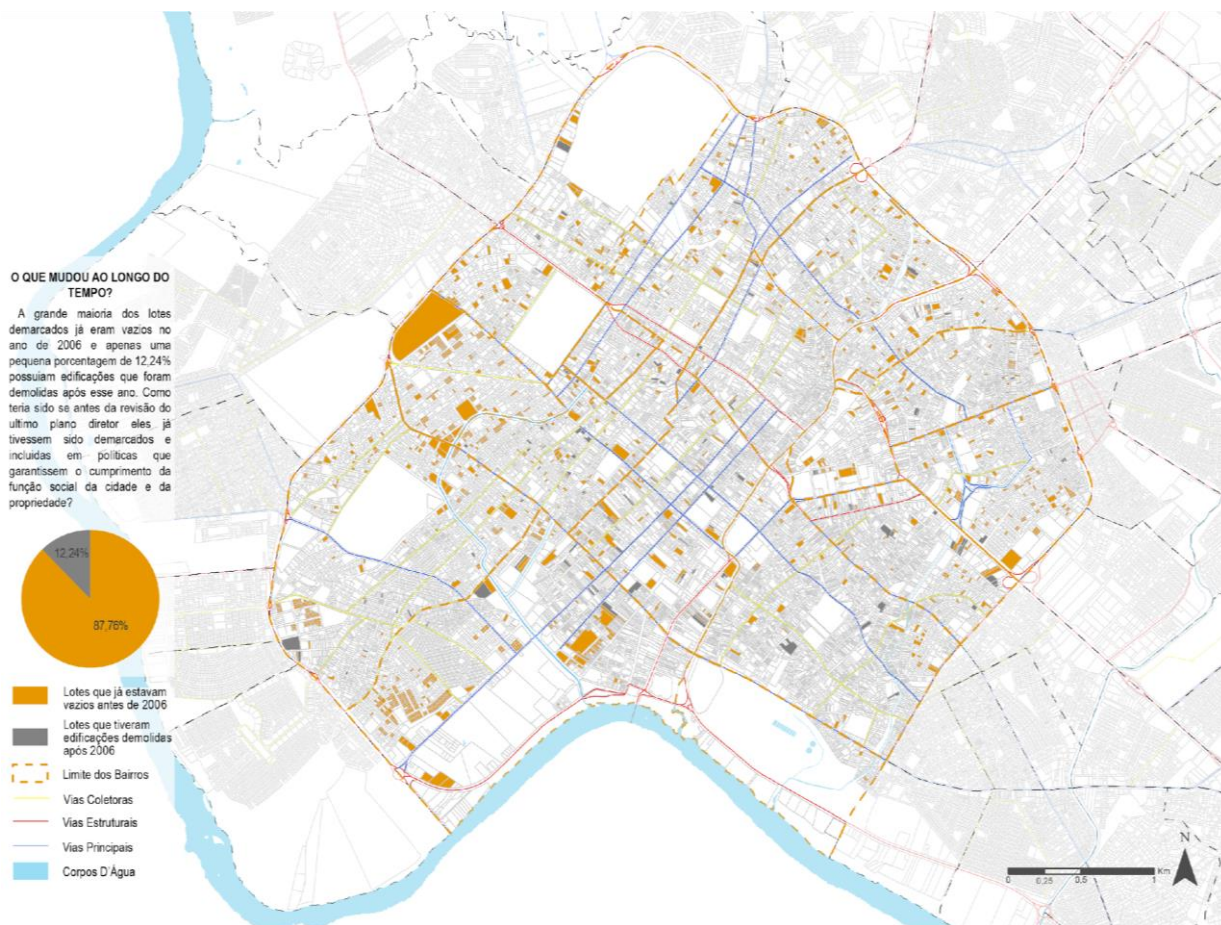 O QUE MUDOU AO LONGO DO
TEMPO?
A grande maioria dos lotes
demarcados já eram vazios no
ano de 2006 e apenas uma
pequena porcentagem de 12,24%
possuiam edificações que foram
demolidas após esse ano. Como
teria sido se antes da revisão do
ultimo plano diretor eles já
tivessem sido demarcados e
incluidas em políticas que
garantissem o cumprimento da
função social da cidade e da
propriedade?
12,24%
87,76%
Lotes que já estavam
vazios antes de 2006
Lotes que tiveram
edificações demolidas
após 2006
Limite dos Bairros
Vias Coletoras
Vias Estruturais
Vias Principais
Corpos D'Água
N
Km
0 0,25 0,5 1